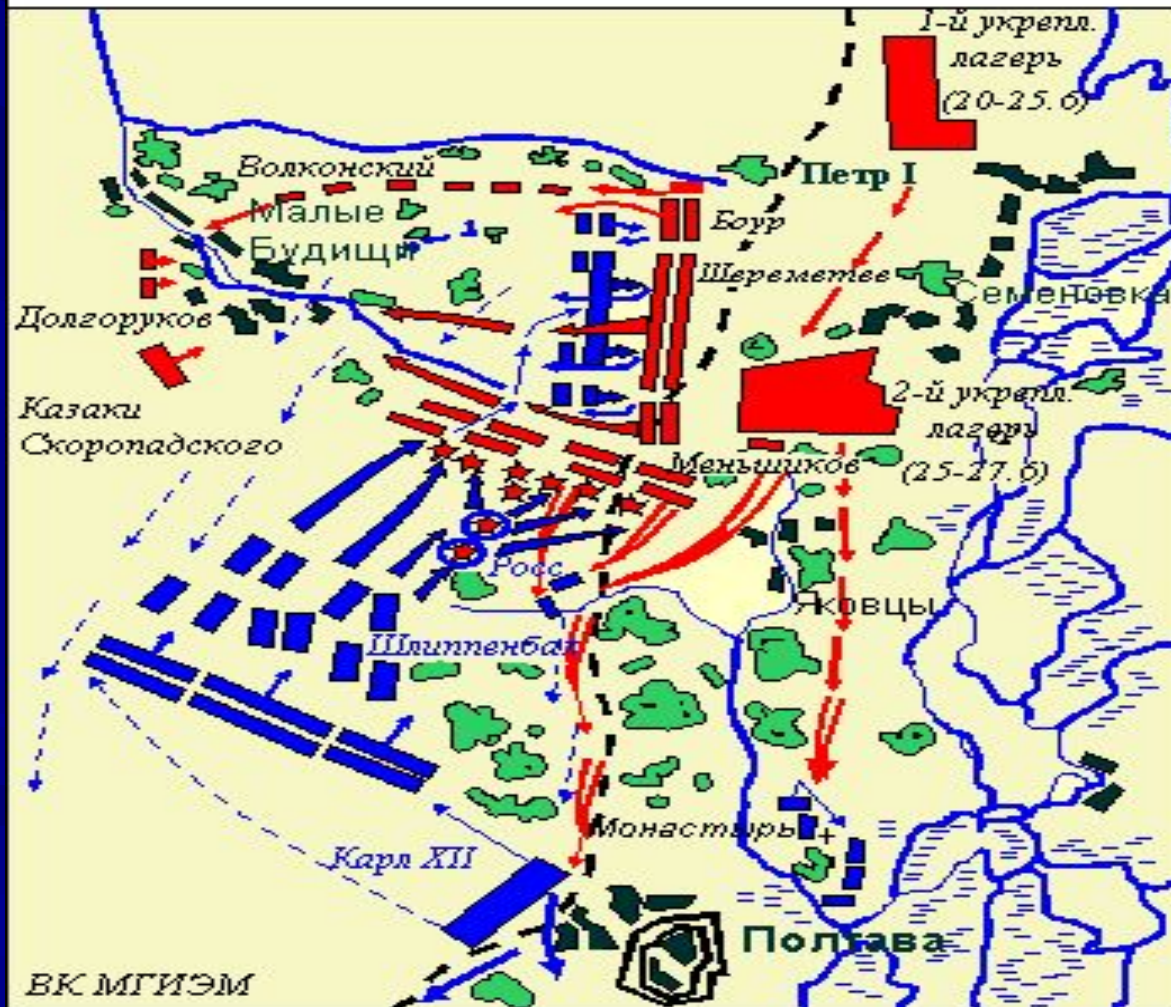 1-й укрепл.
лагерь
(20-25.6)
Волконский
Петр I
Малые
Будищи
Боур
Шереметев
Семеновка
Долгоруков
2-й укрепл.
лагерь
(25-27.6)
Казаки
Скоропадского
Меньшиков
Росс
Яковцы
Шлиппенбах
Монастырь
Карл XII
Полтава
ВК МГИЭМ